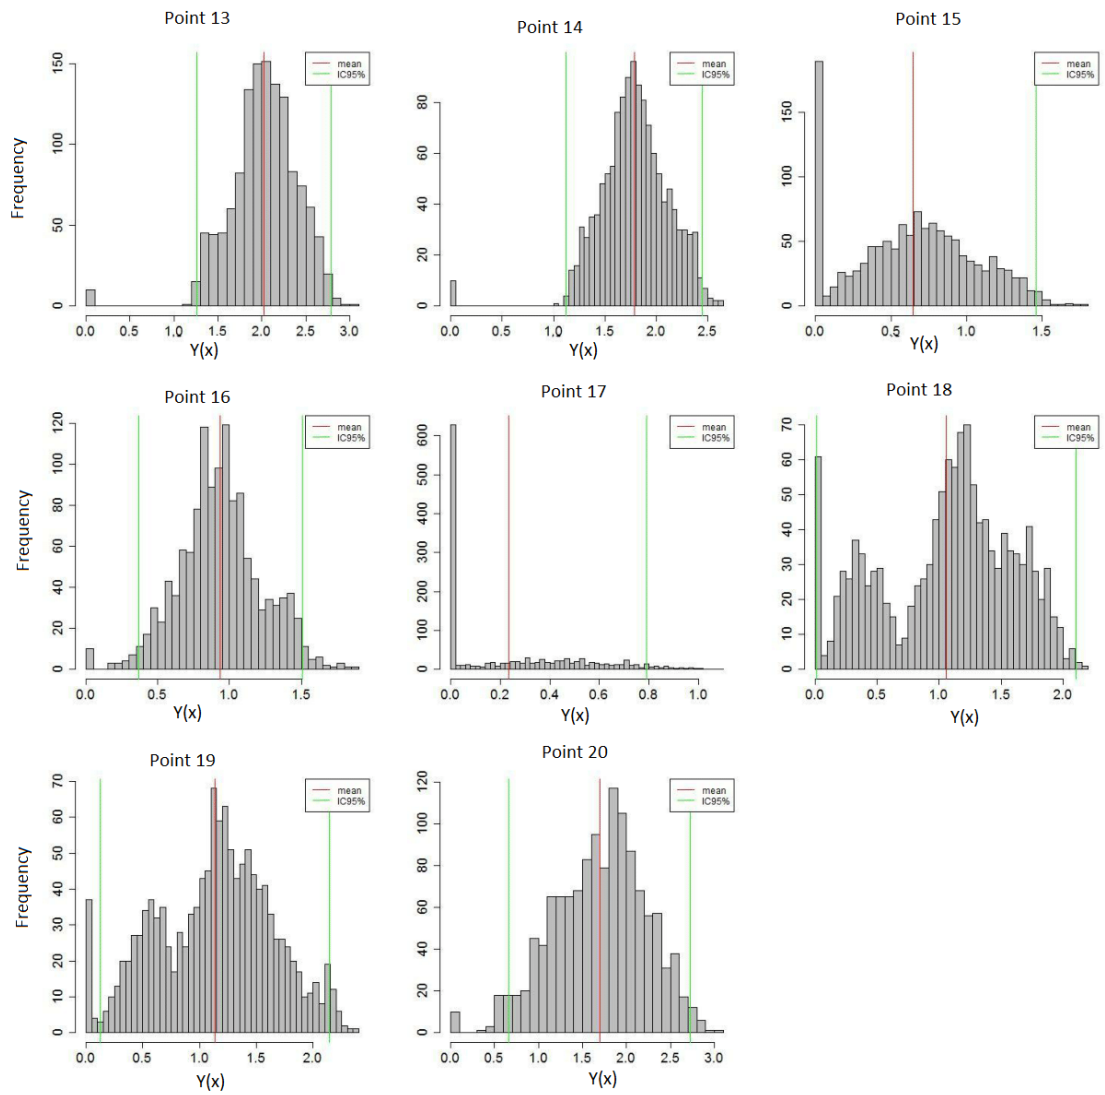 Point 13
Point 14
Point 15
mean
IC95%
mean
IC95%
mean
IC95%
Frequency
0 50 100 150
0 20 40 60 80
0 50 100 150
0.0 0.5 1.0 1.5 2.0 2.5 3.0
0.0 0.5 1.0 1.5 2.0 2.5
0.0 0.5 1.0 1.5
Y(x)
Y(x)
Y(x)
Point 16
Point 17
Point 18
mean
IC95%
mean
IC95%
mean
IC95%
Frequency
0 20 40 60 80 100 120
0 100 200 300 400 500 600
0 10 20 30 40 50 60 70
0.0 0.5 1.0 1.5
0.0 0.2 0.4 0.6 0.8 1.0
0.0 0.5 1.0 1.5 2.0
Y(x)
Y(x)
Y(x)
Point 19
Point 20
mean
IC95%
mean
IC95%
Frequency
0 10 20 30 40 50 60 70
0 20 40 60 80 100 120
0.0 0.5 1.0 1.5 2.0
0.0 0.5 1.0 1.5 2.0 2.5 3.0
Y(x)
Y(x)